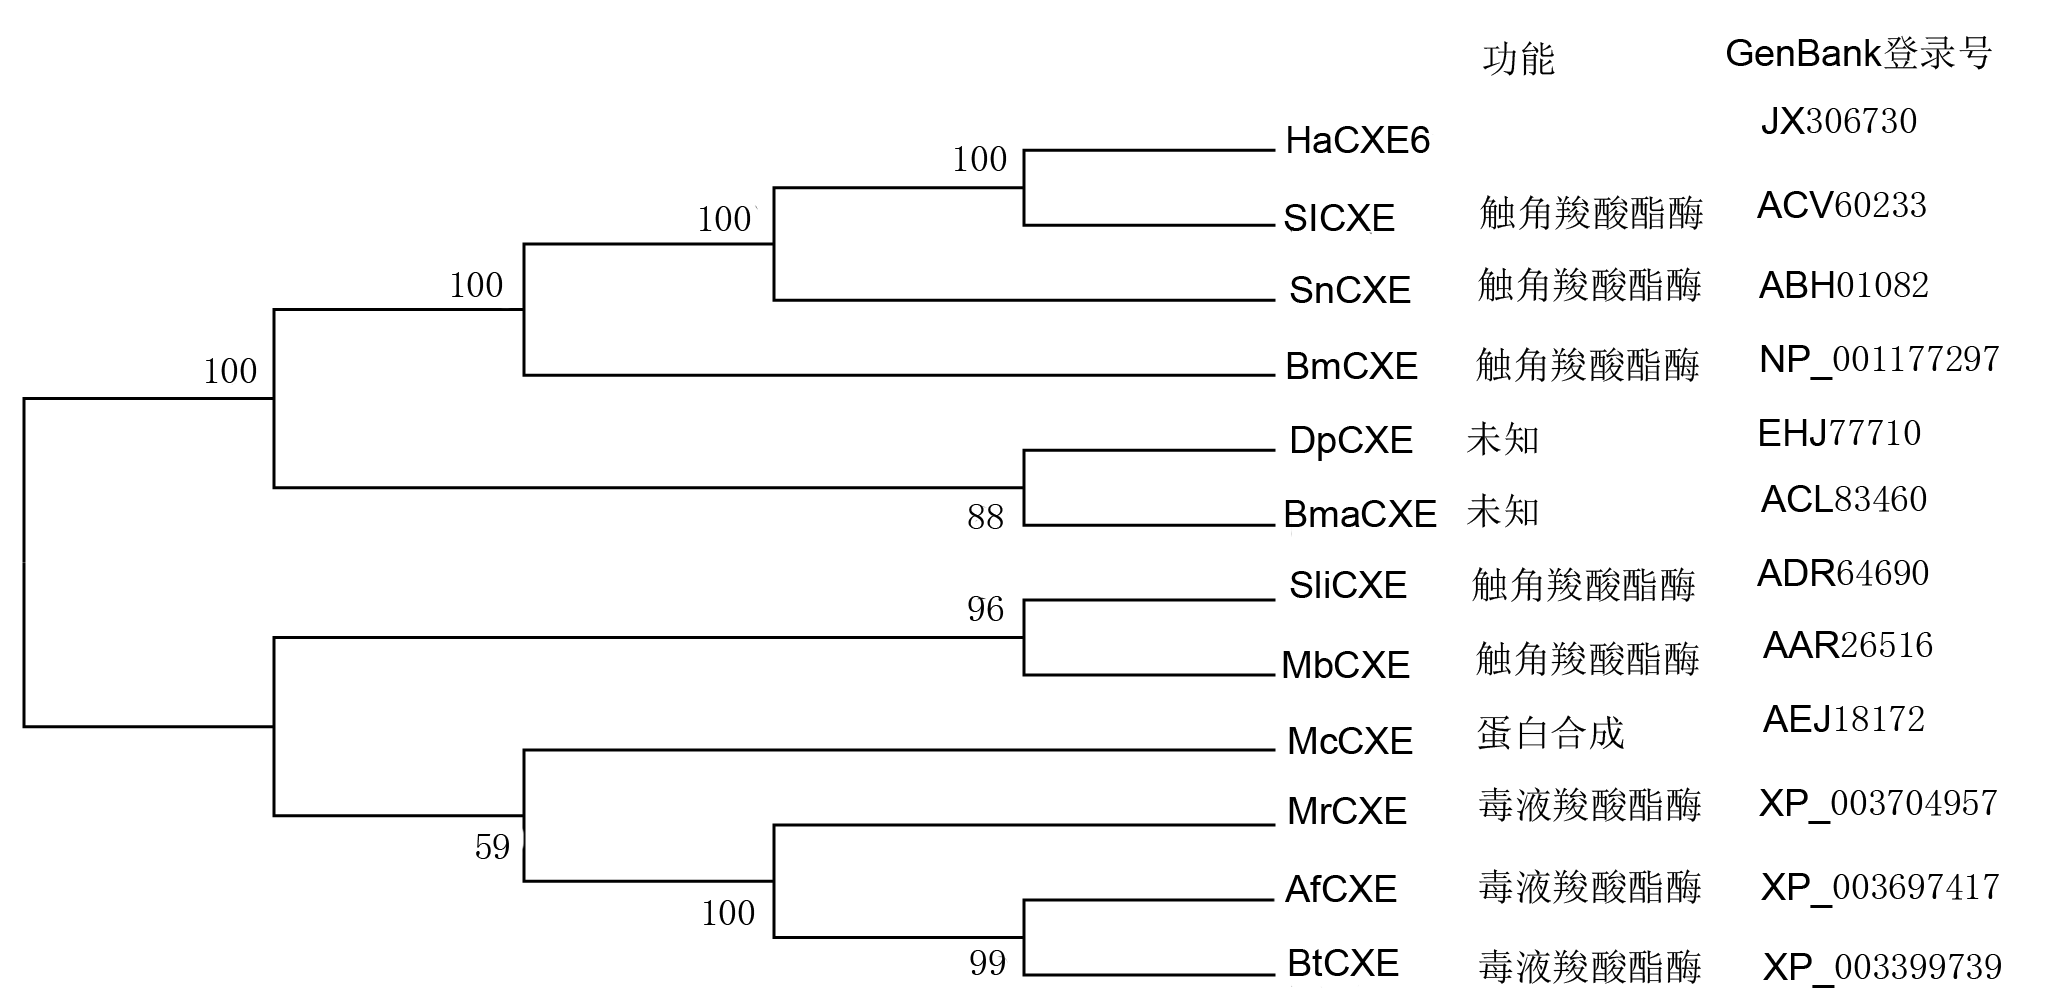 功能 GenBank登录号
HaCXE6 JX306730
100
SlCXE 触角羧酸酯酶 ACV60233
100
SnCXE 触角羧酸酯酶 ABH01082
100
BmCXE 触角羧酸酯酶 NP_001177297
100
DpCXE 未知 EHJ77710
BmaCXE 未知 ACL83460
88
SliCXE 触角羧酸酯酶 ADR64690
96
MbCXE 触角羧酸酯酶 AAR26516
McCXE 蛋白合成 AEJ18172
MrCXE 毒液羧酸酯酶 XP_003704957
59
AfCXE 毒液羧酸酯酶 XP_003697417
100
BtCXE 毒液羧酸酯酶 XP_003399739
99